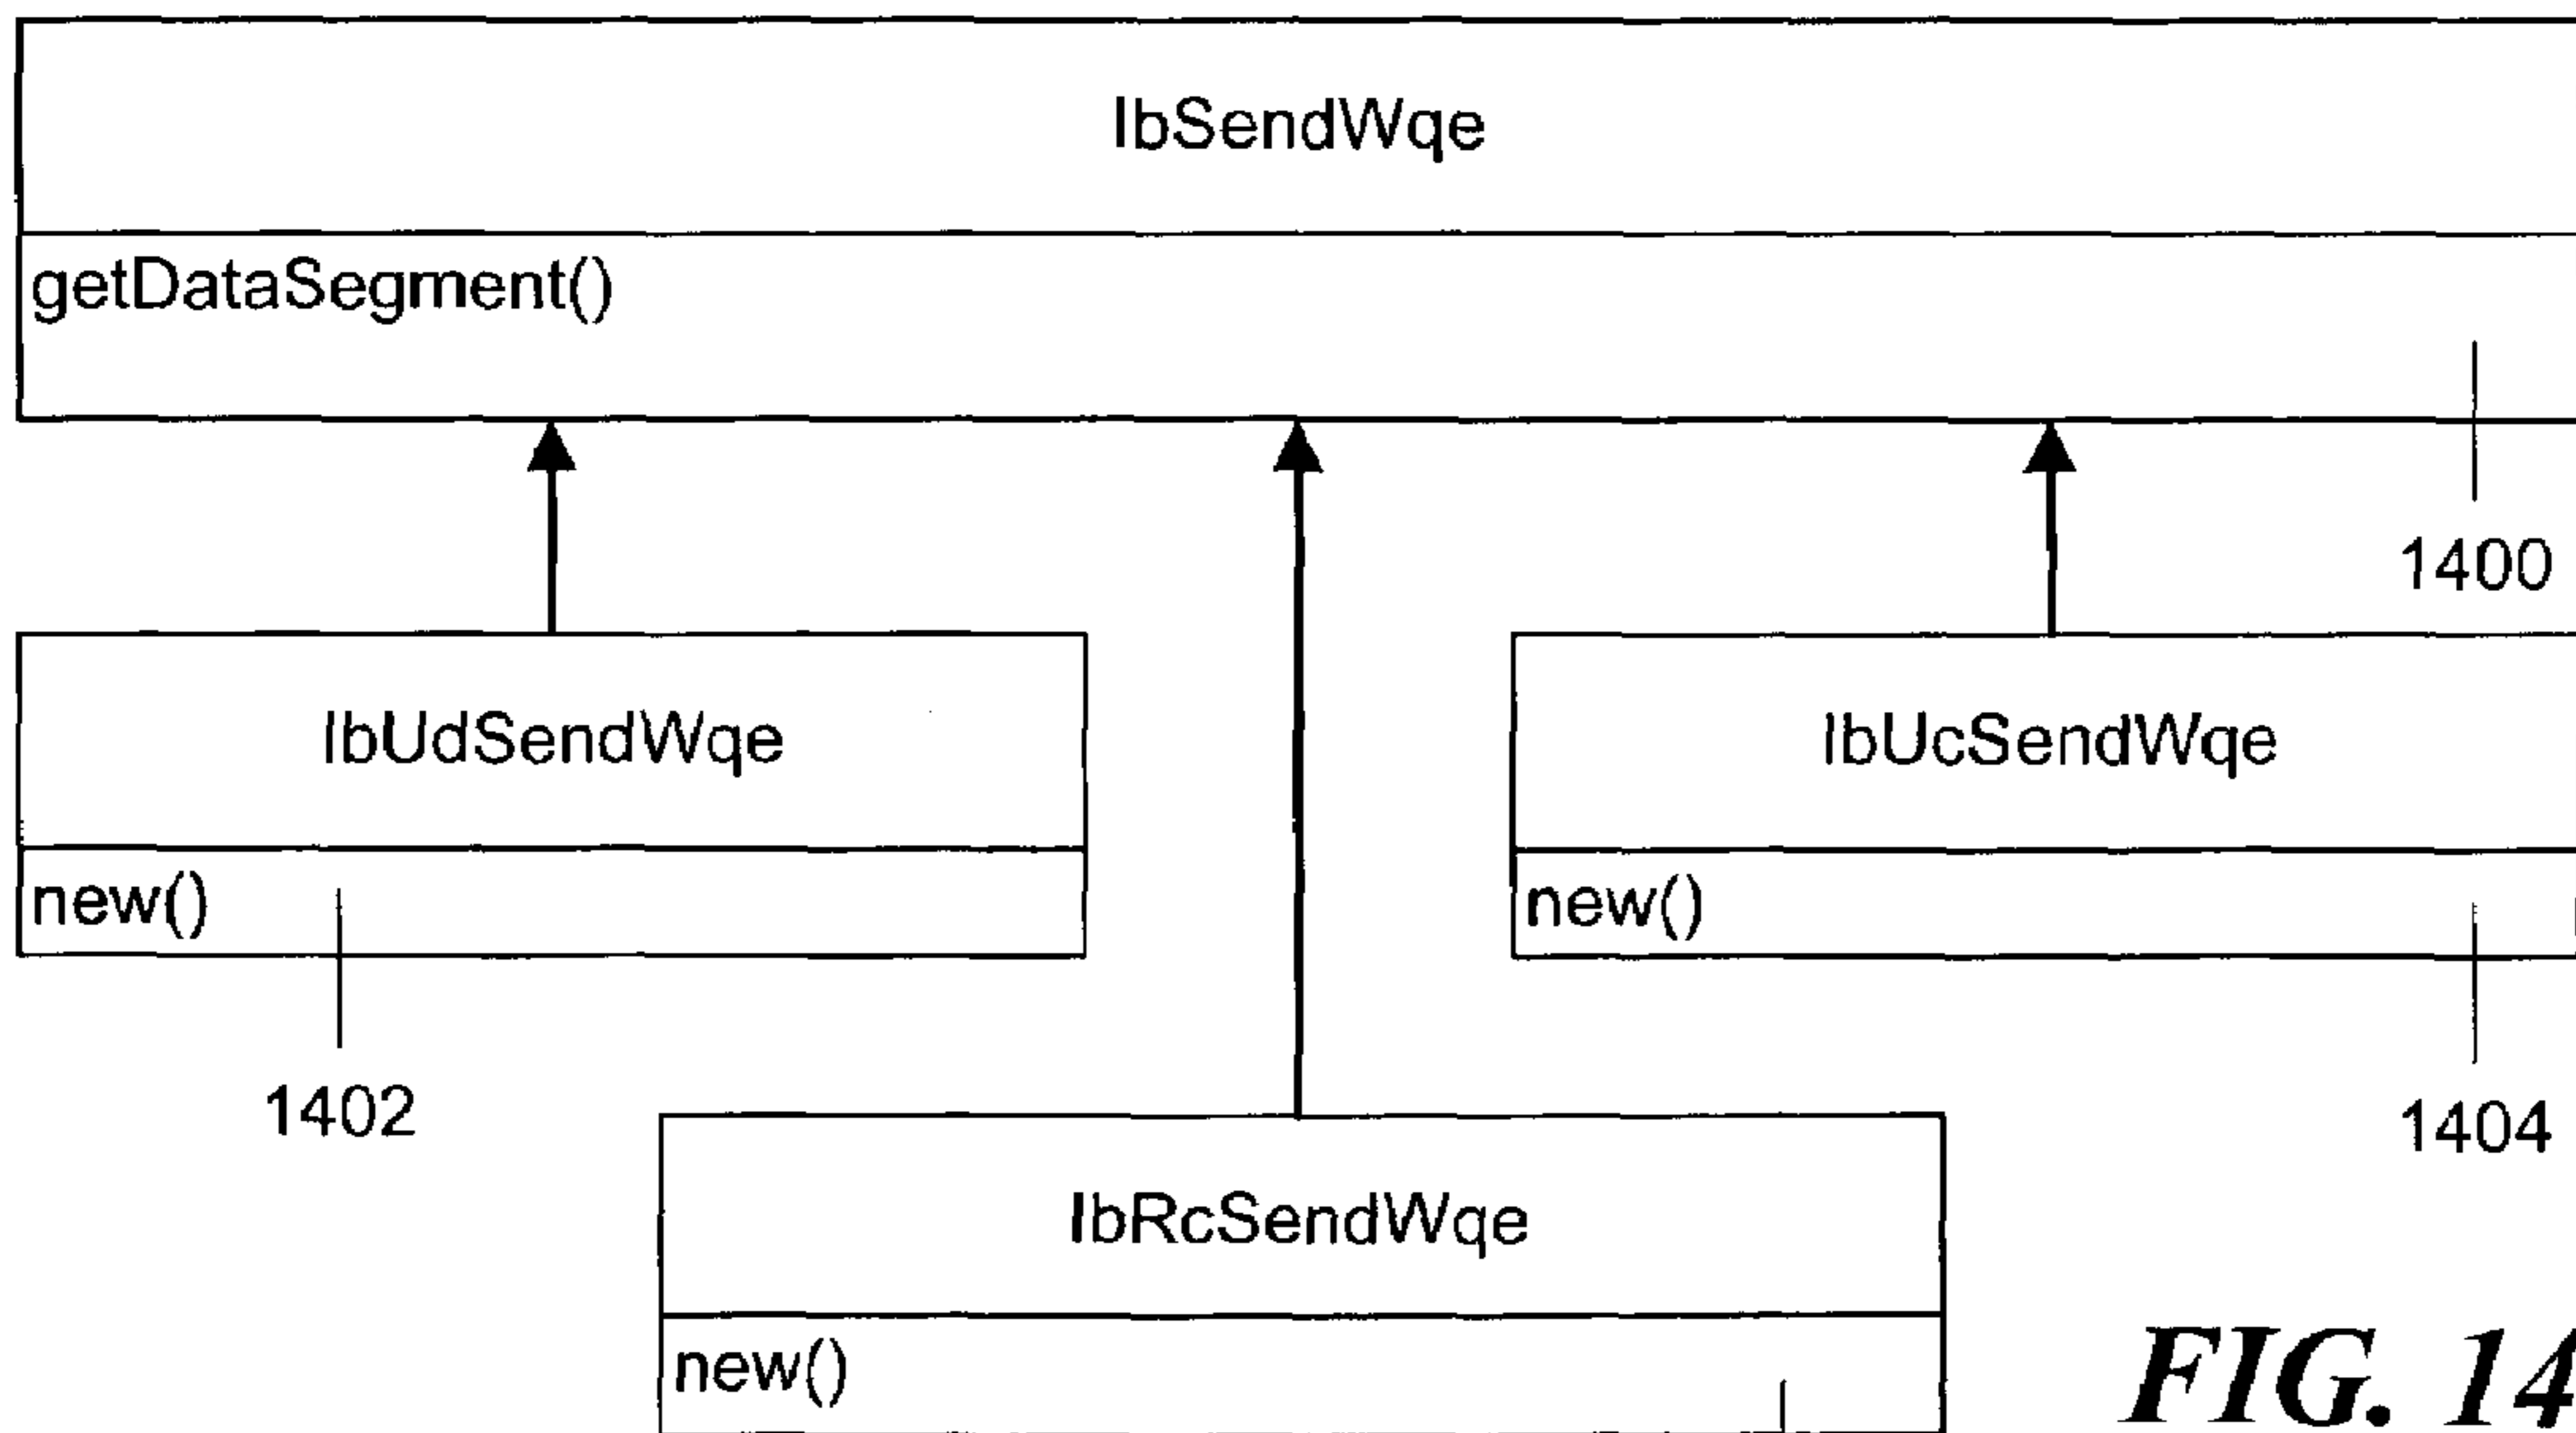 IbSendWqe
getDataSegment()
1400
IbUdSendWqe
IbUcSendWqe
new()
new()
1402
1404
IbRcSendWqe
new()
FIG. 14